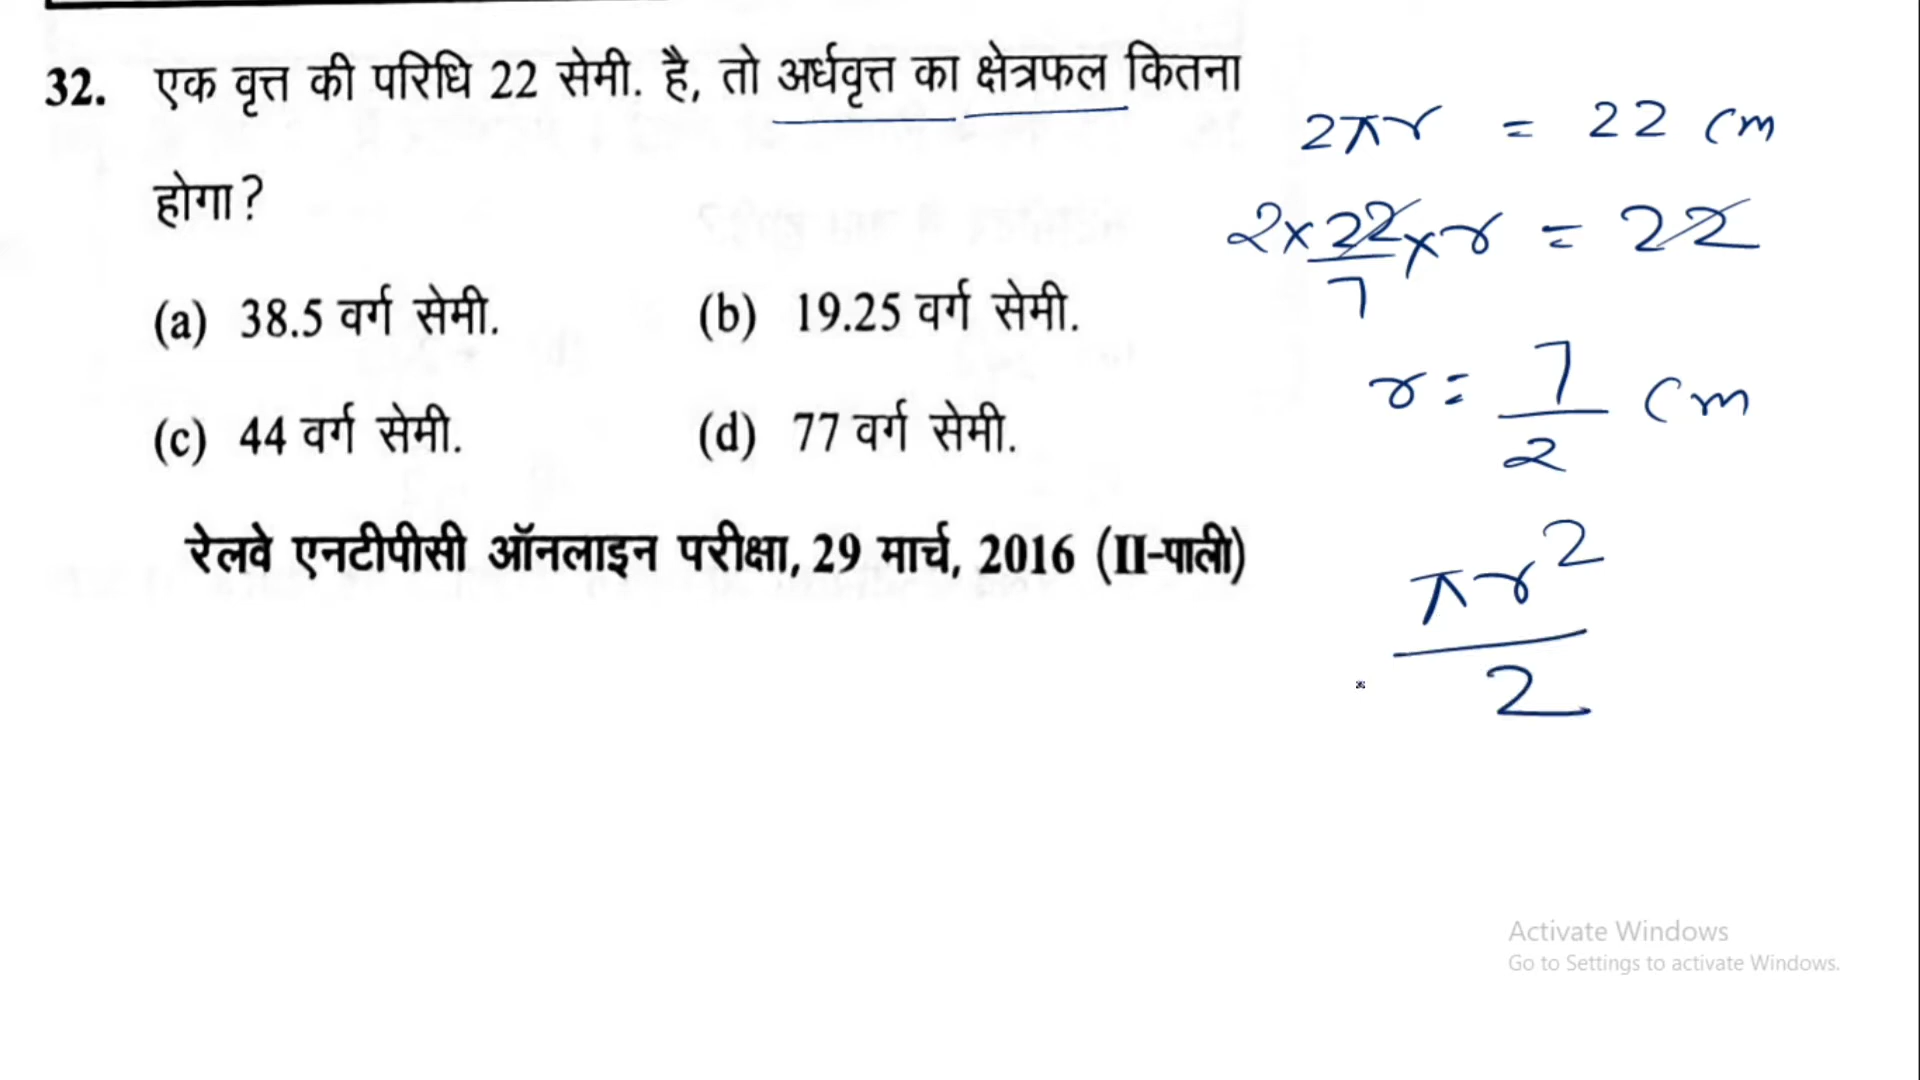 32. एक वृत्त की परिधि 22 सेमी. है, तो अर्धवृत्त का क्षेत्रफल कितना
होगा?
(a) 38.5 वर्ग सेमी. (b) 19.25 वर्ग सेमी.
(c) 44 वर्ग सेमी. (d) 77 वर्ग सेमी.
रेलवे एनटीपीसी ऑनलाइन परीक्षा, 29 मार्च, 2016 (II-पाली)
2πr = 22 cm
2×22/7×r = 22
r = 7/2 cm
πr²/2
Activate Windows
Go to Settings to activate Windows.